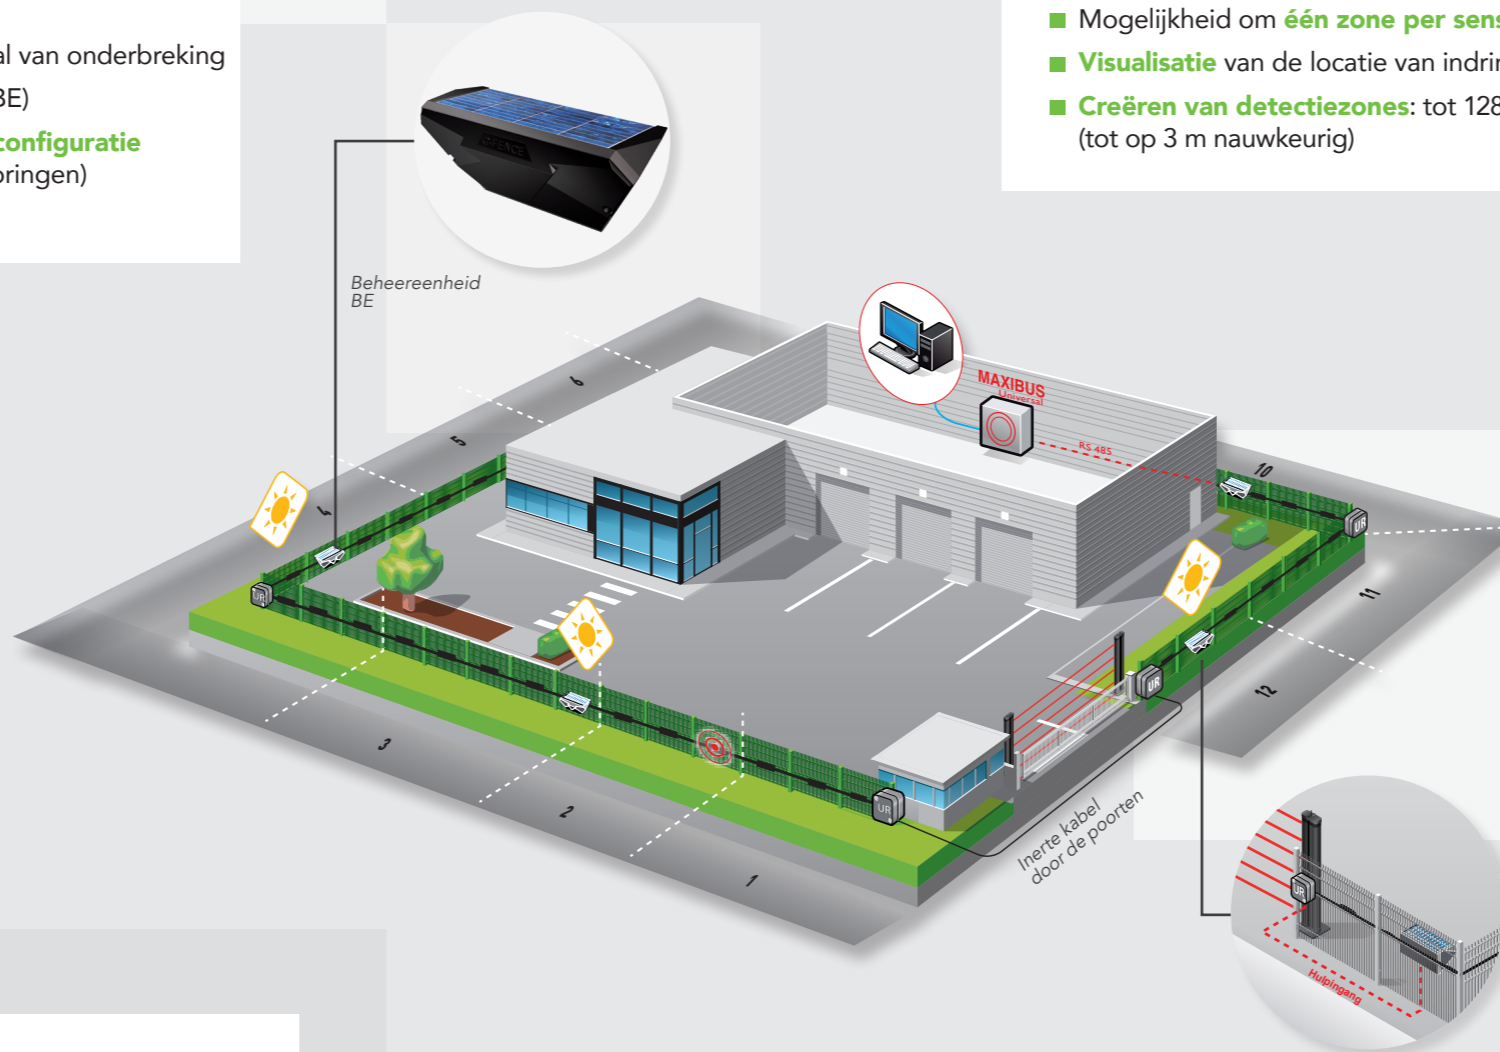 al van onderbreking
BE)
configuratie
oringen)
Mogelijkheid om één zone per sens
Visualisatie van de locatie van indrin
Creëren van detectiezones: tot 128
(tot op 3 m nauwkeurig)
Beheereenheid
BE
MAXIBUS
Universal
RS 485
6
5
4
10
UR
UR
11
UR
12
3
2
UR
1
Inerte kabel
door de poorten
UR
Hulpingang